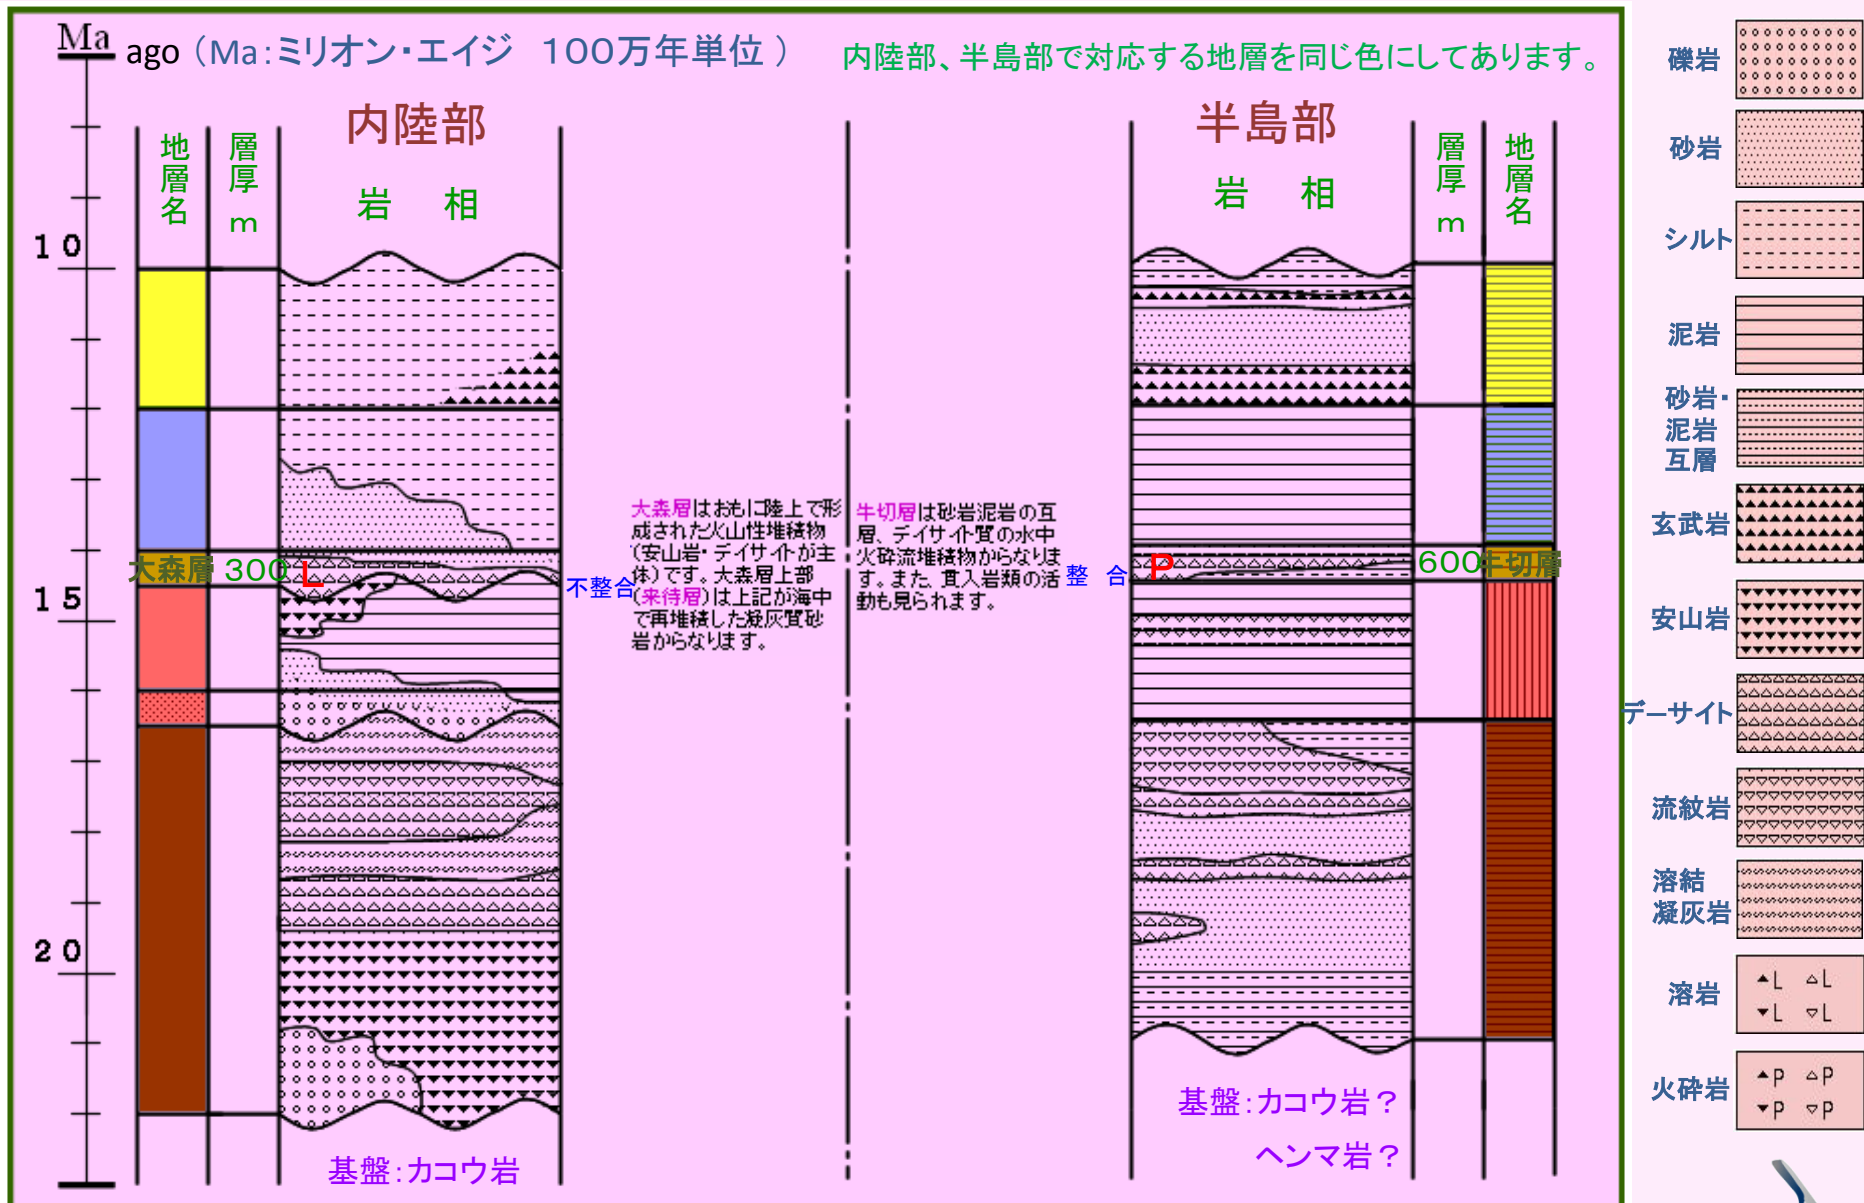 Ma ago（Ma：ミリオン・エイジ　100万年単位 ）
内陸部、半島部で対応する地層を同じ色にしてあります。
内陸部
地層名
層厚 m
岩　相
半島部
岩　相
層厚 m
地層名
10
15
20
大森層
300
L
不整合
大森層はおもに陸上で形
成された火山性堆積物
（安山岩・デイサイトが主
体）です。大森層上部
（来待層）は上記が海中
で再堆積した凝灰質砂
岩からなります。
牛切層は砂岩泥岩の互
層、デイサイト質の水中
火砕流堆積物からなりま
す。また、貫入岩類の活
動も見られます。
整　合
P
600
牛切層
基盤：カコウ岩
基盤：カコウ岩？
ヘンマ岩？
礫岩
砂岩
シルト
泥岩
砂岩・
泥岩
互層
玄武岩
安山岩
デーサイト
流紋岩
溶結
凝灰岩
溶岩
▲L △L
▼L ▽L
火砕岩
▲P △P
▼P ▽P